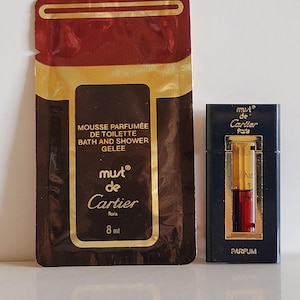 MOUSSE PARFUMÉE
DE TOILETTE
BATH AND SHOWER
GELEE
must®
de
Cartier
Paris
8 ml
must®
de
Cartier
Paris
PARFUM